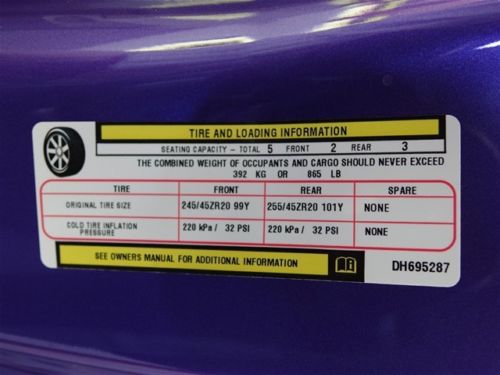 TIRE AND LOADING INFORMATION
SEATING CAPACITY - TOTAL 5 FRONT 2 REAR 3
THE COMBINED WEIGHT OF OCCUPANTS AND CARGO SHOULD NEVER EXCEED
392 KG OR 865 LB
TIRE FRONT REAR SPARE
ORIGINAL TIRE SIZE 245/45ZR20 99Y 255/45ZR20 101Y NONE
COLD TIRE INFLATION PRESSURE 220 kPa / 32 PSI 220 kPa / 32 PSI NONE
SEE OWNERS MANUAL FOR ADDITIONAL INFORMATION
DH695287